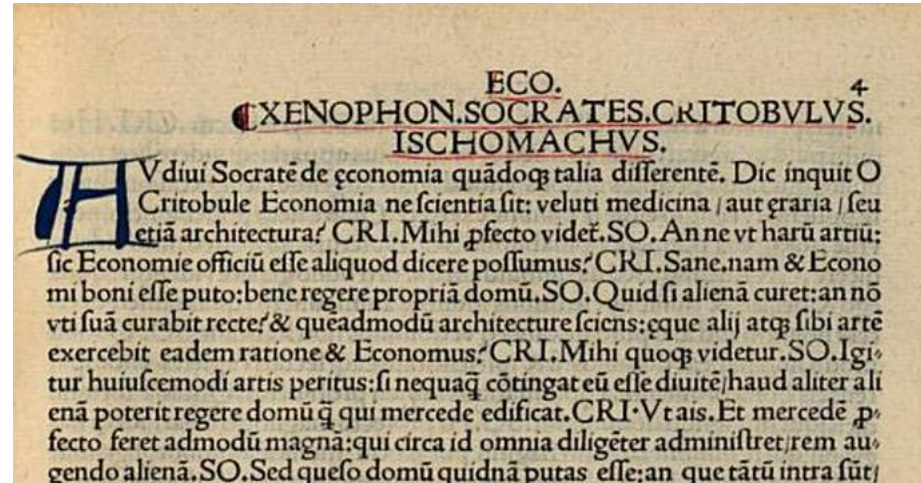 ECO.
4
XENOPHON.SOCRATES.CRITOBVLVS.
ISCHOMACHVS.
AVdiui Socratē de ęconomia quādoqꝫ talia diſſerentē. Dic inquit O
Critobule Economia ne ſcientia ſit: veluti medicina / aut ęraria / ſeu
etiā architectura? CRI.Mihi ꝓfecto videt̄.SO.An ne vt harū artiū:
ſic Economie officiū eſſe aliquod dicere poſſumus? CRI.Sane.nam & Econo
mi boni eſſe puto:bene regere propriā domū.SO.Quid ſi alienā curet:an nō
vti ſuā curabit recte?& quēadmodū architecture ſciens:ęque alij atqꝫ ſibi artē
exercebit eadem ratione & Economus?CRI.Mihi quoqꝫ videtur.SO.Igi⸗
tur huiuſcemodi artis peritus:ſi nequaq̄ cōtingat eū eſſe diuitē/haud aliter ali
enā poterit regere domū q̄ qui mercede edificat.CRI.Vt ais.Et mercedē ꝓ⸗
fecto feret admodū magnā:qui circa id omnia diligēter adminiſtret/rem au⸗
gendo alienā.SO.Sed queſo domū quidnā putas eſſe:an que tātū intra ſūt/